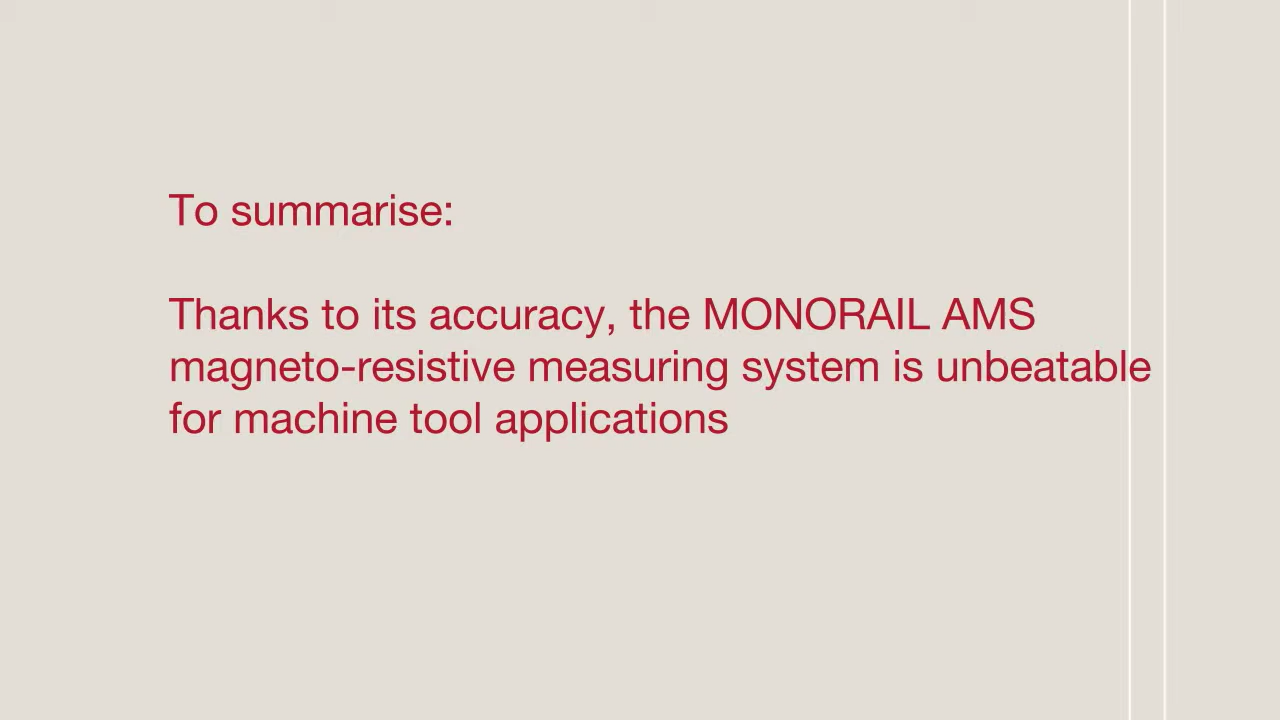 To summarise:
Thanks to its accuracy, the MONORAIL AMS
magneto-resistive measuring system is unbeatable
for machine tool applications